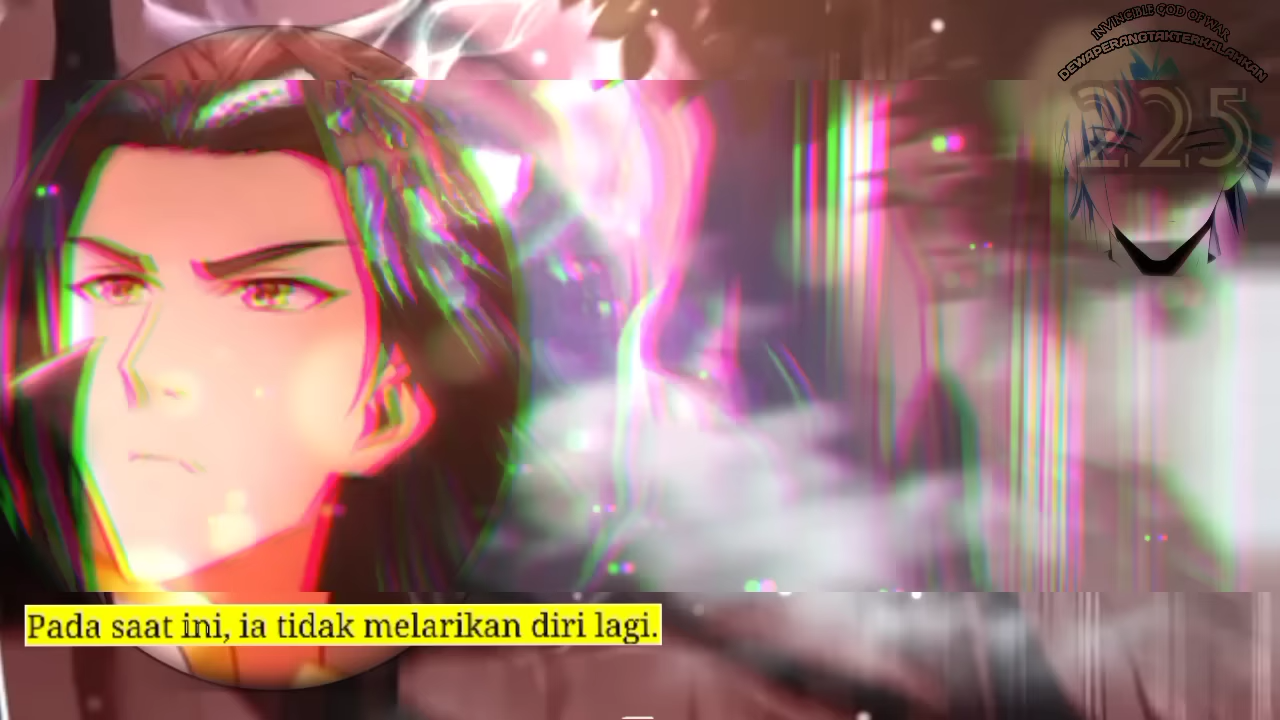 INVINCIBLE GOD OF WAR
DEWAPERANGTAKTERKALAHKAN
225
Pada saat ini, ia tidak melarikan diri lagi.